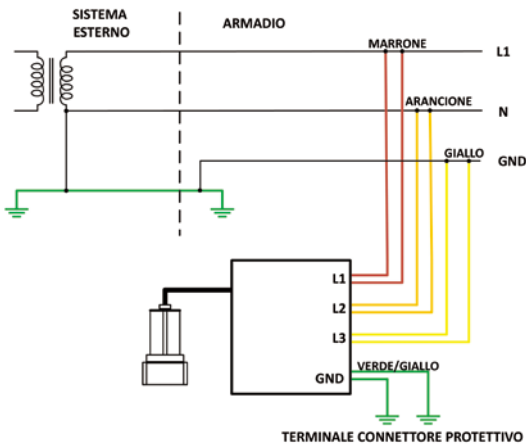 SISTEMA
ESTERNO
ARMADIO
MARRONE
L1
ARANCIONE
N
GIALLO
GND
L1
L2
L3
VERDE/GIALLO
GND
TERMINALE CONNETTORE PROTETTIVO